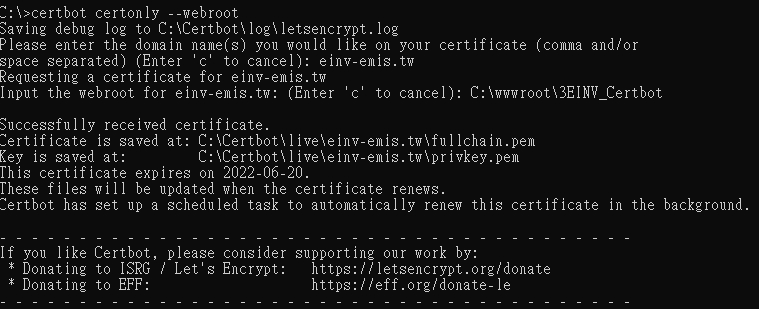 C:\>certbot certonly --webroot
Saving debug log to C:\Certbot\log\letsencrypt.log
Please enter the domain name(s) you would like on your certificate (comma and/or
space separated) (Enter 'c' to cancel): einv-emis.tw
Requesting a certificate for einv-emis.tw
Input the webroot for einv-emis.tw: (Enter 'c' to cancel): C:\wwwroot\3EINV_Certbot
Successfully received certificate.
Certificate is saved at: C:\Certbot\live\einv-emis.tw\fullchain.pem
Key is saved at:         C:\Certbot\live\einv-emis.tw\privkey.pem
This certificate expires on 2022-06-20.
These files will be updated when the certificate renews.
Certbot has set up a scheduled task to automatically renew this certificate in the background.
- - - - - - - - - - - - - - - - - - - - - - - - - - - - - - - - - - - - - - - -
If you like Certbot, please consider supporting our work by:
 * Donating to ISRG / Let's Encrypt:   https://letsencrypt.org/donate
 * Donating to EFF:                    https://eff.org/donate-le
- - - - - - - - - - - - - - - - - - - - - - - - - - - - - - - - - - - - - - - -